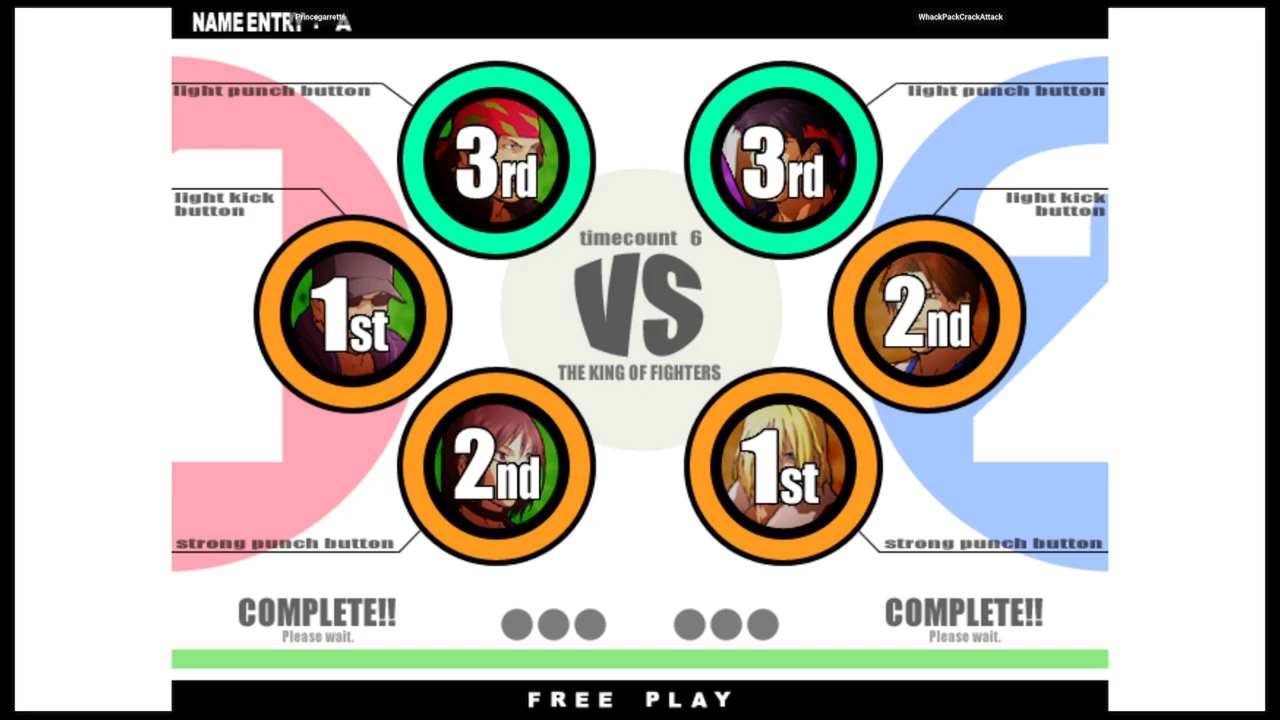 NAME ENTRY : A
Princegarrett6
WhackPackCrackAttack
light punch button
3rd
3rd
light punch button
light kick
button
light kick
button
timecount 6
1st
VS
2nd
THE KING OF FIGHTERS
2nd
1st
strong punch button
strong punch button
COMPLETE!!
Please wait.
COMPLETE!!
Please wait.
FREE PLAY